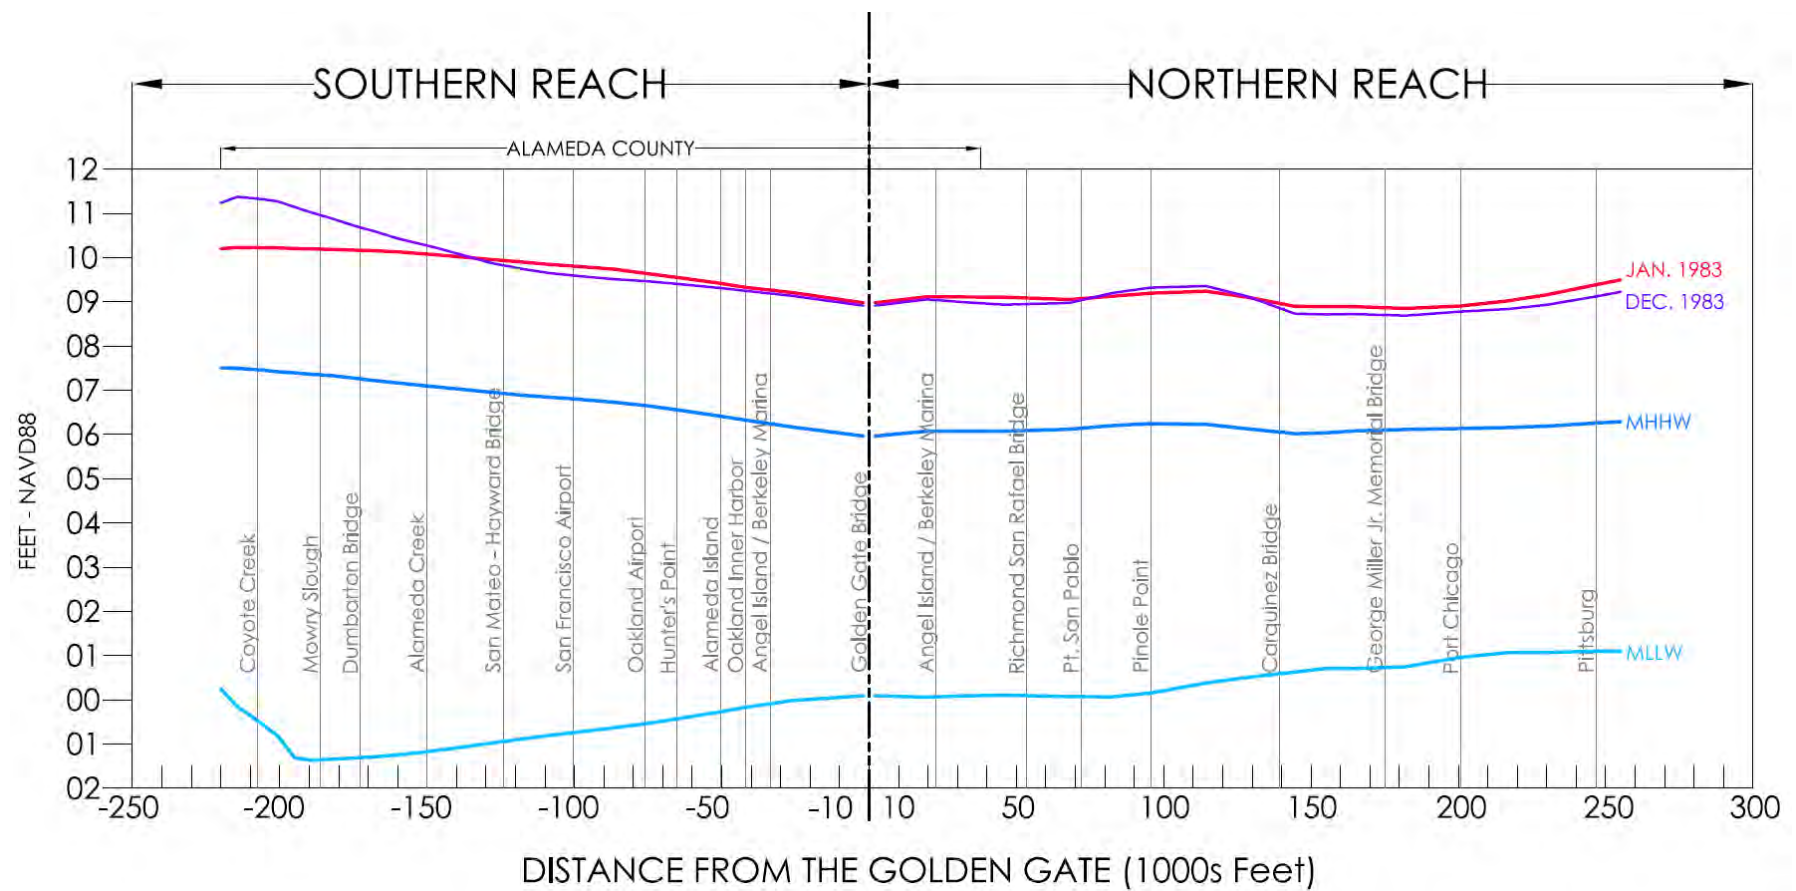 SOUTHERN REACH
NORTHERN REACH
ALAMEDA COUNTY
12
11
10
09
08
07
06
05
04
03
02
01
00
01
02
FEET - NAVD88
JAN. 1983
DEC. 1983
MHHW
MLLW
Coyote Creek
Mowry Slough
Dumbarton Bridge
Alameda Creek
San Mateo - Hayward Bridge
San Francisco Airport
Oakland Airport
Hunter's Point
Alameda Island
Oakland Inner Harbor
Angel Island / Berkeley Marina
Golden Gate Bridge
Angel Island / Berkeley Marina
Richmond San Rafael Bridge
Pt. San Pablo
Pinole Point
Carquinez Bridge
George Miller Jr. Memorial Bridge
Port Chicago
Pittsburg
-250 -200 -150 -100 -50 -10 10 50 100 150 200 250 300
DISTANCE FROM THE GOLDEN GATE (1000s Feet)